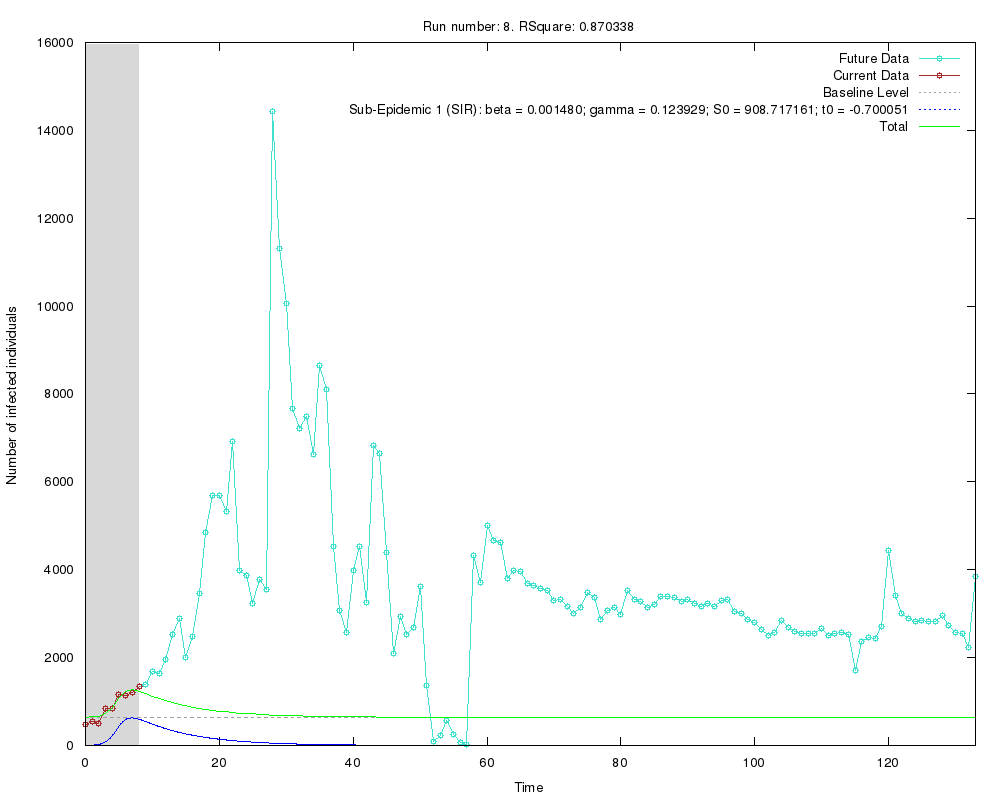 Run number: 8. RSquare: 0.870338
16000
14000
12000
10000
8000
6000
4000
2000
0
Number of infected individuals
Future Data
Current Data
Baseline Level
Sub-Epidemic 1 (SIR): beta = 0.001480; gamma = 0.123929; S0 = 908.717161; t0 = -0.700051
Total
0 20 40 60 80 100 120
Time